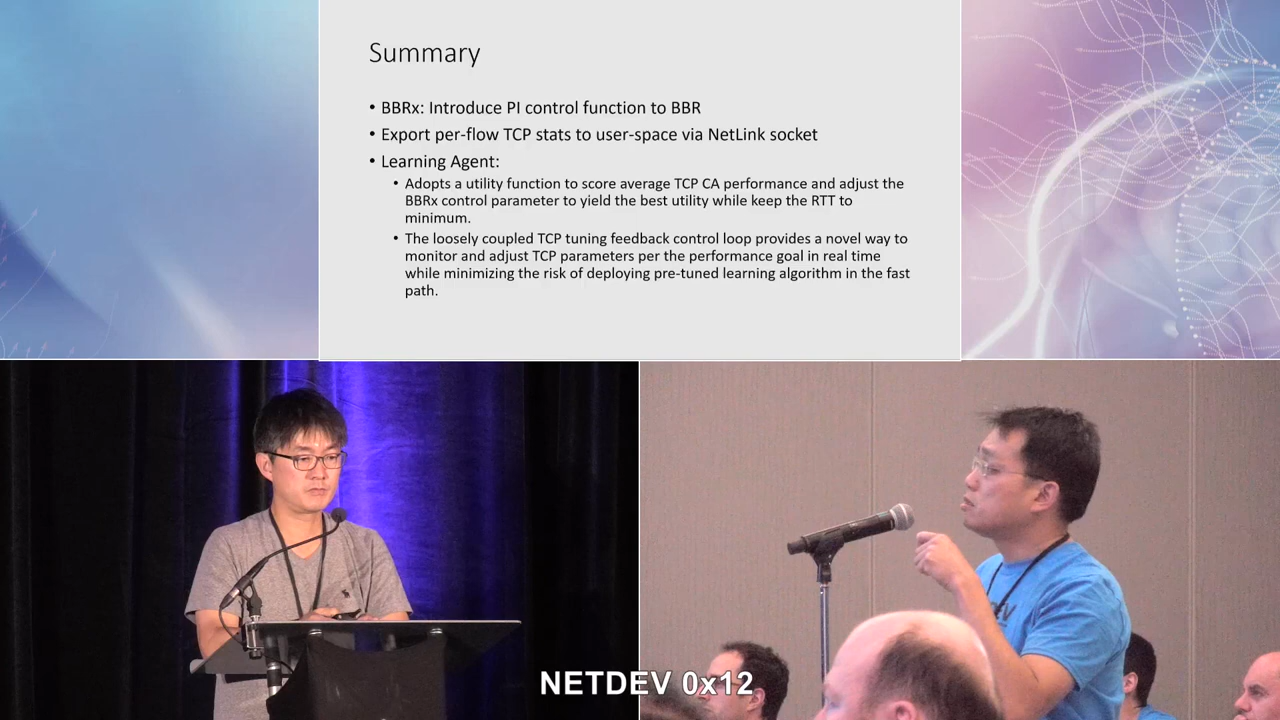 Summary
• BBRx: Introduce PI control function to BBR
• Export per-flow TCP stats to user-space via NetLink socket
• Learning Agent:
• Adopts a utility function to score average TCP CA performance and adjust the
BBRx control parameter to yield the best utility while keep the RTT to
minimum.
• The loosely coupled TCP tuning feedback control loop provides a novel way to
monitor and adjust TCP parameters per the performance goal in real time
while minimizing the risk of deploying pre-tuned learning algorithm in the fast
path.
NETDEV 0x12